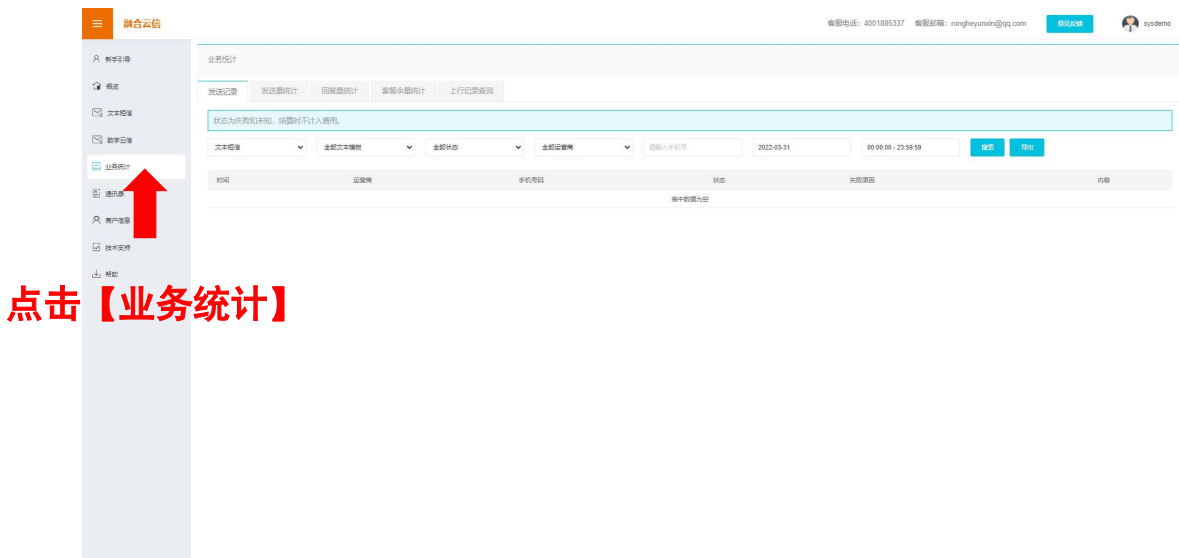 融合云信
客服电话：4001885337 客服邮箱：rongheyunxin@qq.com 意见反馈 sysdemo
新手引导
概览
文本短信
数字云信
业务统计
通讯录
商户信息
技术支持
帮助
业务统计
发送记录 发送量统计 回复量统计 套餐余量统计 上行记录查询
状态为失败和未知，结算时不计入费用。
文本短信 全部文本模板 全部状态 全部运营商 请输入手机号 2022-03-31 00:00:00 - 23:59:59 搜索 导出
时间 运营商 手机号码 状态 失败原因 内容
表中数据为空
点击【业务统计】